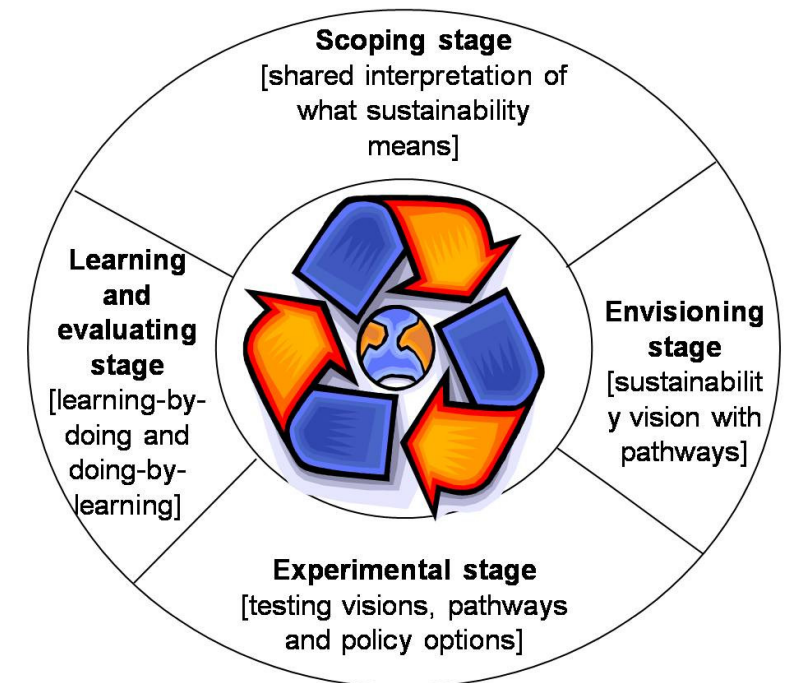 Scoping stage
[shared interpretation of
what sustainability
means]
Envisioning
stage
[sustainabilit
y vision with
pathways]
Experimental stage
[testing visions, pathways
and policy options]
Learning
and
evaluating
stage
[learning-by-
doing and
doing-by-
learning]